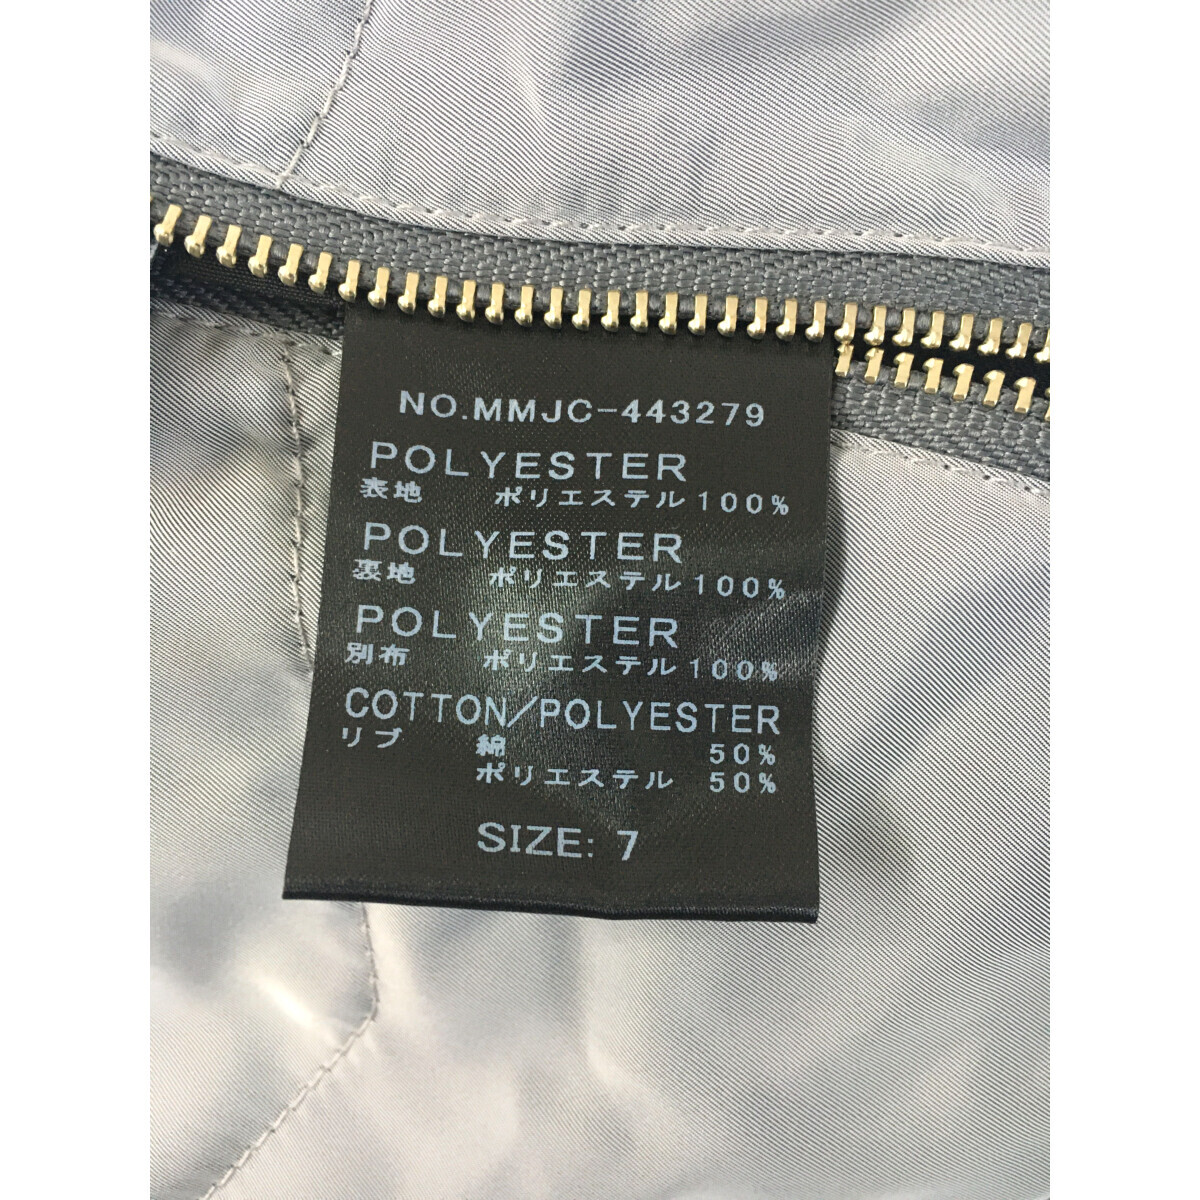 NO.MMJC-443279
POLYESTER
表地 ポリエステル100%
POLYESTER
裏地 ポリエステル100%
POLYESTER
別布 ポリエステル100%
COTTON/POLYESTER
リブ 綿 50%
ポリエステル 50%
SIZE: 7